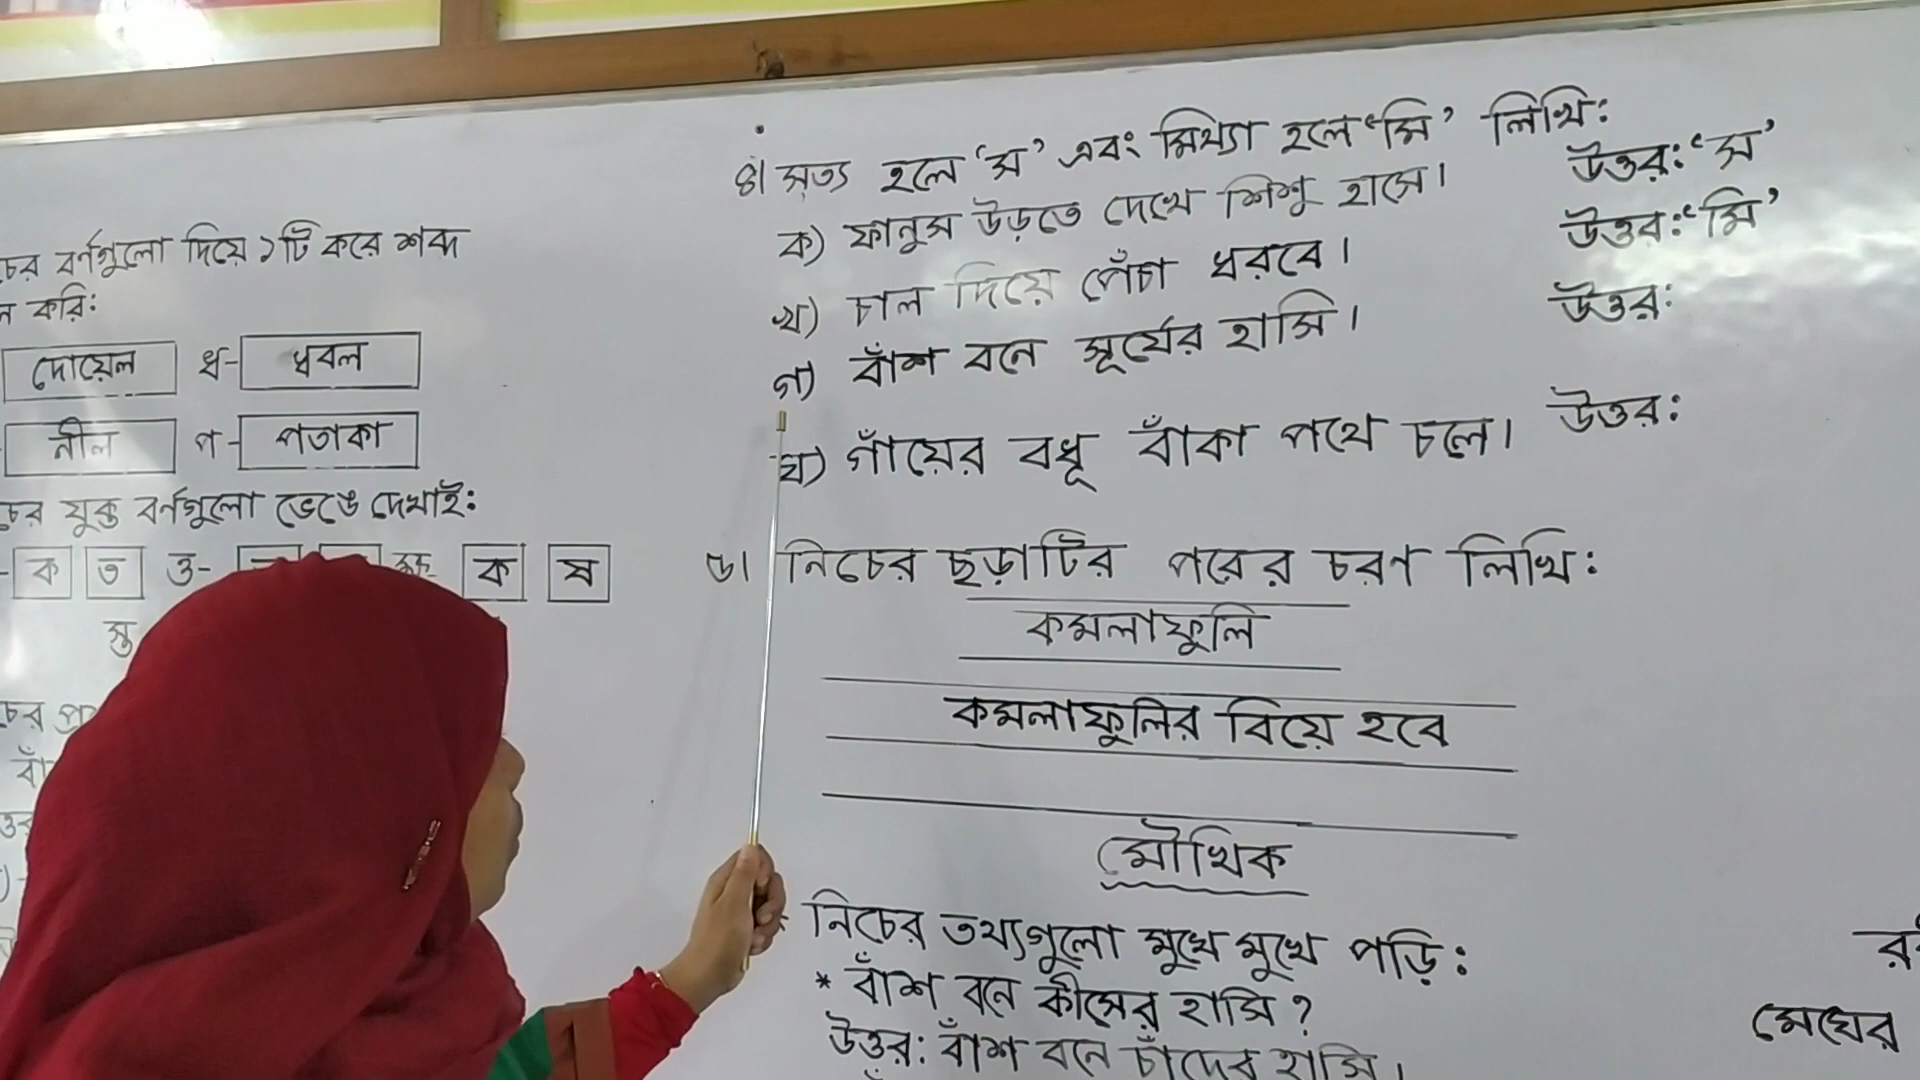 বর্ণগুলো দিয়ে ১টি করে শব্দ
করি:
দোয়েল ধ- ধবল
নীল প- পতাকা
যুক্ত বর্ণগুলো ভেঙে দেখাই:
ক ত ত্ত- ক্ষ- ক ষ
স্ত
৪। সত্য হলে ‘স’ এবং মিথ্যা হলে ‘মি’ লিখি:
ক) ফানুস উড়তে দেখে শিশু হাসে। উত্তর: ‘স’
খ) চাল দিয়ে পেঁচা ধরবে। উত্তর: ‘মি’
গ) বাঁশ বনে সূর্যের হাসি। উত্তর:
ঘ) গাঁয়ের বধূ বাঁকা পথে চলে। উত্তর:
৫। নিচের ছড়াটির পরের চরণ লিখি:
কমলাফুলি
কমলাফুলির বিয়ে হবে
মৌখিক
নিচের তথ্যগুলো মুখে মুখে পড়ি:
* বাঁশ বনে কীসের হাসি?
উত্তর: বাঁশ বনে চাঁদের হাসি।
মেঘের